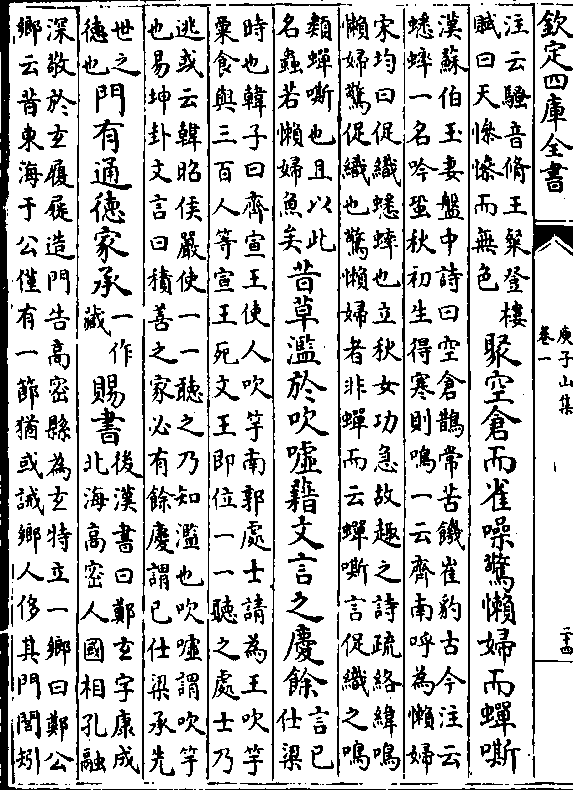 欽定四庫全書
庾子山集
卷一
二十四
注云騷音脩王粲登樓
賦曰天慘慘而無色
聚空倉而雀噪驚懶婦而蟬嘶
漢蘇伯玉妻盤中詩曰空倉鵲常苦饑崔豹古今注云
蟋蟀一名吟蛩秋初生得寒則鳴一云齊南呼為懶婦
宋均曰促織蟋蟀也立秋女功急故趣之詩疏絡緯鳴
懶婦驚促織也驚懶婦者非蟬而云蟬嘶言促織之鳴
類蟬嘶也且以此
名蟲若懶婦魚矣
昔草濫於吹噓藉文言之慶餘
言已
仕梁
時也韓子曰齊宣王使人吹竽南郭處士請為王吹竽
粟食與三百人等宣王死文王即位一一聽之處士乃
逃或云韓昭侯嚴使一一聽之乃知濫也吹噓謂吹竽
也易坤卦文言曰積善之家必有餘慶謂已仕梁承先
世之
德也
門有通德家承
一作
藏
賜書
後漢書曰鄭玄字康成
北海高密人國相孔融
深敬於玄履屣造門告高密縣為玄特立一鄉曰鄭公
鄉云昔東海于公僅有一節猶或誡鄉人侈其門閭矧